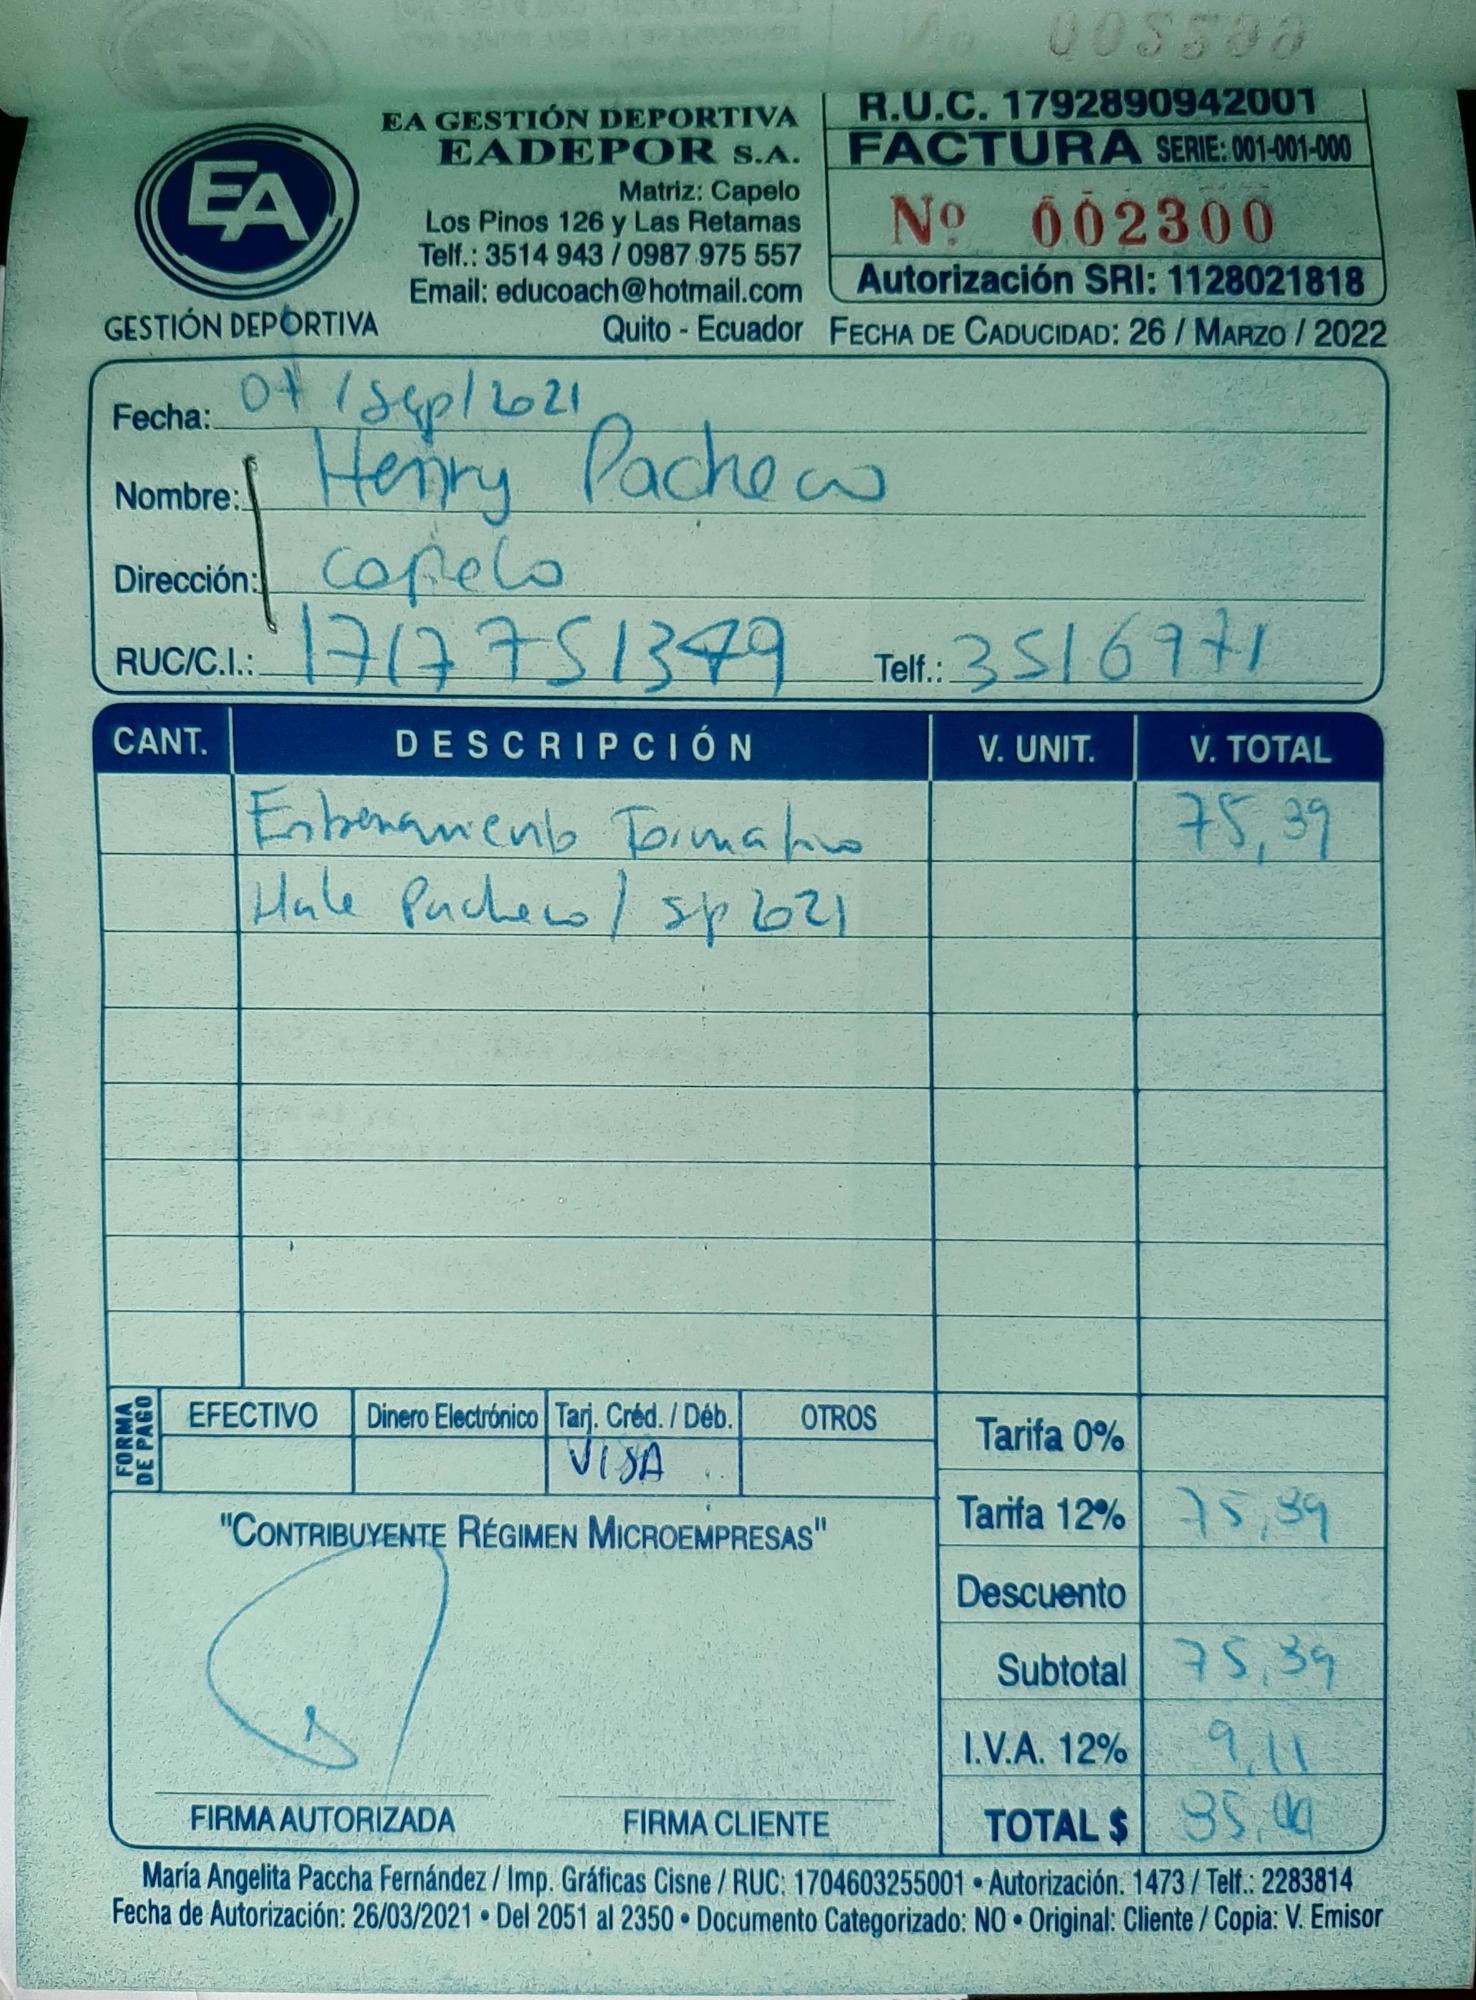 EA
GESTIÓN DEPORTIVA
EA GESTIÓN DEPORTIVA
EADEPOR S.A.
Matriz: Capelo
Los Pinos 126 y Las Retamas
Telf.: 3514 943 / 0987 975 557
Email: educoach@hotmail.com
Quito - Ecuador
R.U.C. 1792890942001
FACTURA SERIE: 001-001-000
Nº 002300
Autorización SRI: 1128021818
FECHA DE CADUCIDAD: 26 / MARZO / 2022
Fecha: 07 / Sep / 2021
Nombre: Henry Pacheco
Dirección: Capelo
RUC/C.I.: 1717751349 Telf.: 3516971
CANT. DESCRIPCIÓN V. UNIT. V. TOTAL
Entrenamiento Formativo 75,39
Pacheco / sep 2021
FORMA DE PAGO
EFECTIVO Dinero Electrónico Tarj. Créd. / Déb. OTROS
VISA
Tarifa 0%
Tarifa 12% 75,39
Descuento
Subtotal 75,39
I.V.A. 12% 9,11
TOTAL $
"CONTRIBUYENTE RÉGIMEN MICROEMPRESAS"
FIRMA AUTORIZADA FIRMA CLIENTE
María Angelita Paccha Fernández / Imp. Gráficas Cisne / RUC: 1704603255001 • Autorización. 1473 / Telf.: 2283814
Fecha de Autorización: 26/03/2021 • Del 2051 al 2350 • Documento Categorizado: NO • Original: Cliente / Copia: V. Emisor